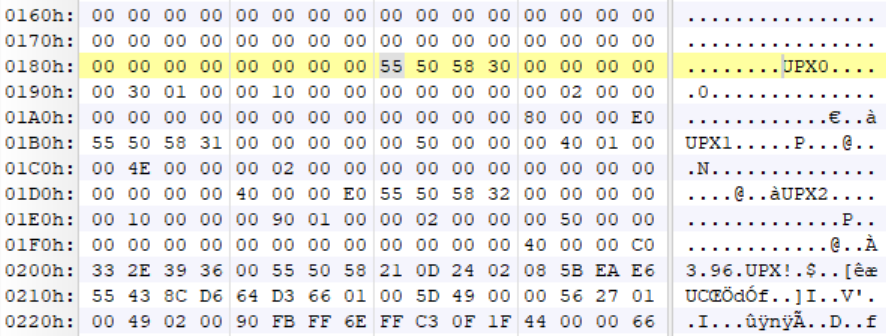 0160h: 00 00 00 00 00 00 00 00 00 00 00 00 00 00 00 00 ................
0170h: 00 00 00 00 00 00 00 00 00 00 00 00 00 00 00 00 ................
0180h: 00 00 00 00 00 00 00 00 55 50 58 30 00 00 00 00 ........UPX0....
0190h: 00 30 01 00 00 10 00 00 00 00 00 00 00 02 00 00 .0..............
01A0h: 00 00 00 00 00 00 00 00 00 00 00 00 80 00 00 E0 ............€..à
01B0h: 55 50 58 31 00 00 00 00 00 50 00 00 00 40 01 00 UPX1.....P...@..
01C0h: 00 4E 00 00 00 02 00 00 00 00 00 00 00 00 00 00 .N..............
01D0h: 00 00 00 00 40 00 00 E0 55 50 58 32 00 00 00 00 ....@..àUPX2....
01E0h: 00 10 00 00 00 90 01 00 00 02 00 00 00 50 00 00 .............P..
01F0h: 00 00 00 00 00 00 00 00 00 00 00 00 40 00 00 C0 ............@..À
0200h: 33 2E 39 36 00 55 50 58 21 0D 24 02 08 5B EA E6 3.96.UPX!.$..[êæ
0210h: 55 43 8C D6 64 D3 66 01 00 5D 49 00 00 56 27 01 UCŒÖdÓf..]I..V'.
0220h: 00 49 02 00 90 FB FF 6E FF C3 0F 1F 44 00 00 66 .I...ûÿnÿÃ..D..f